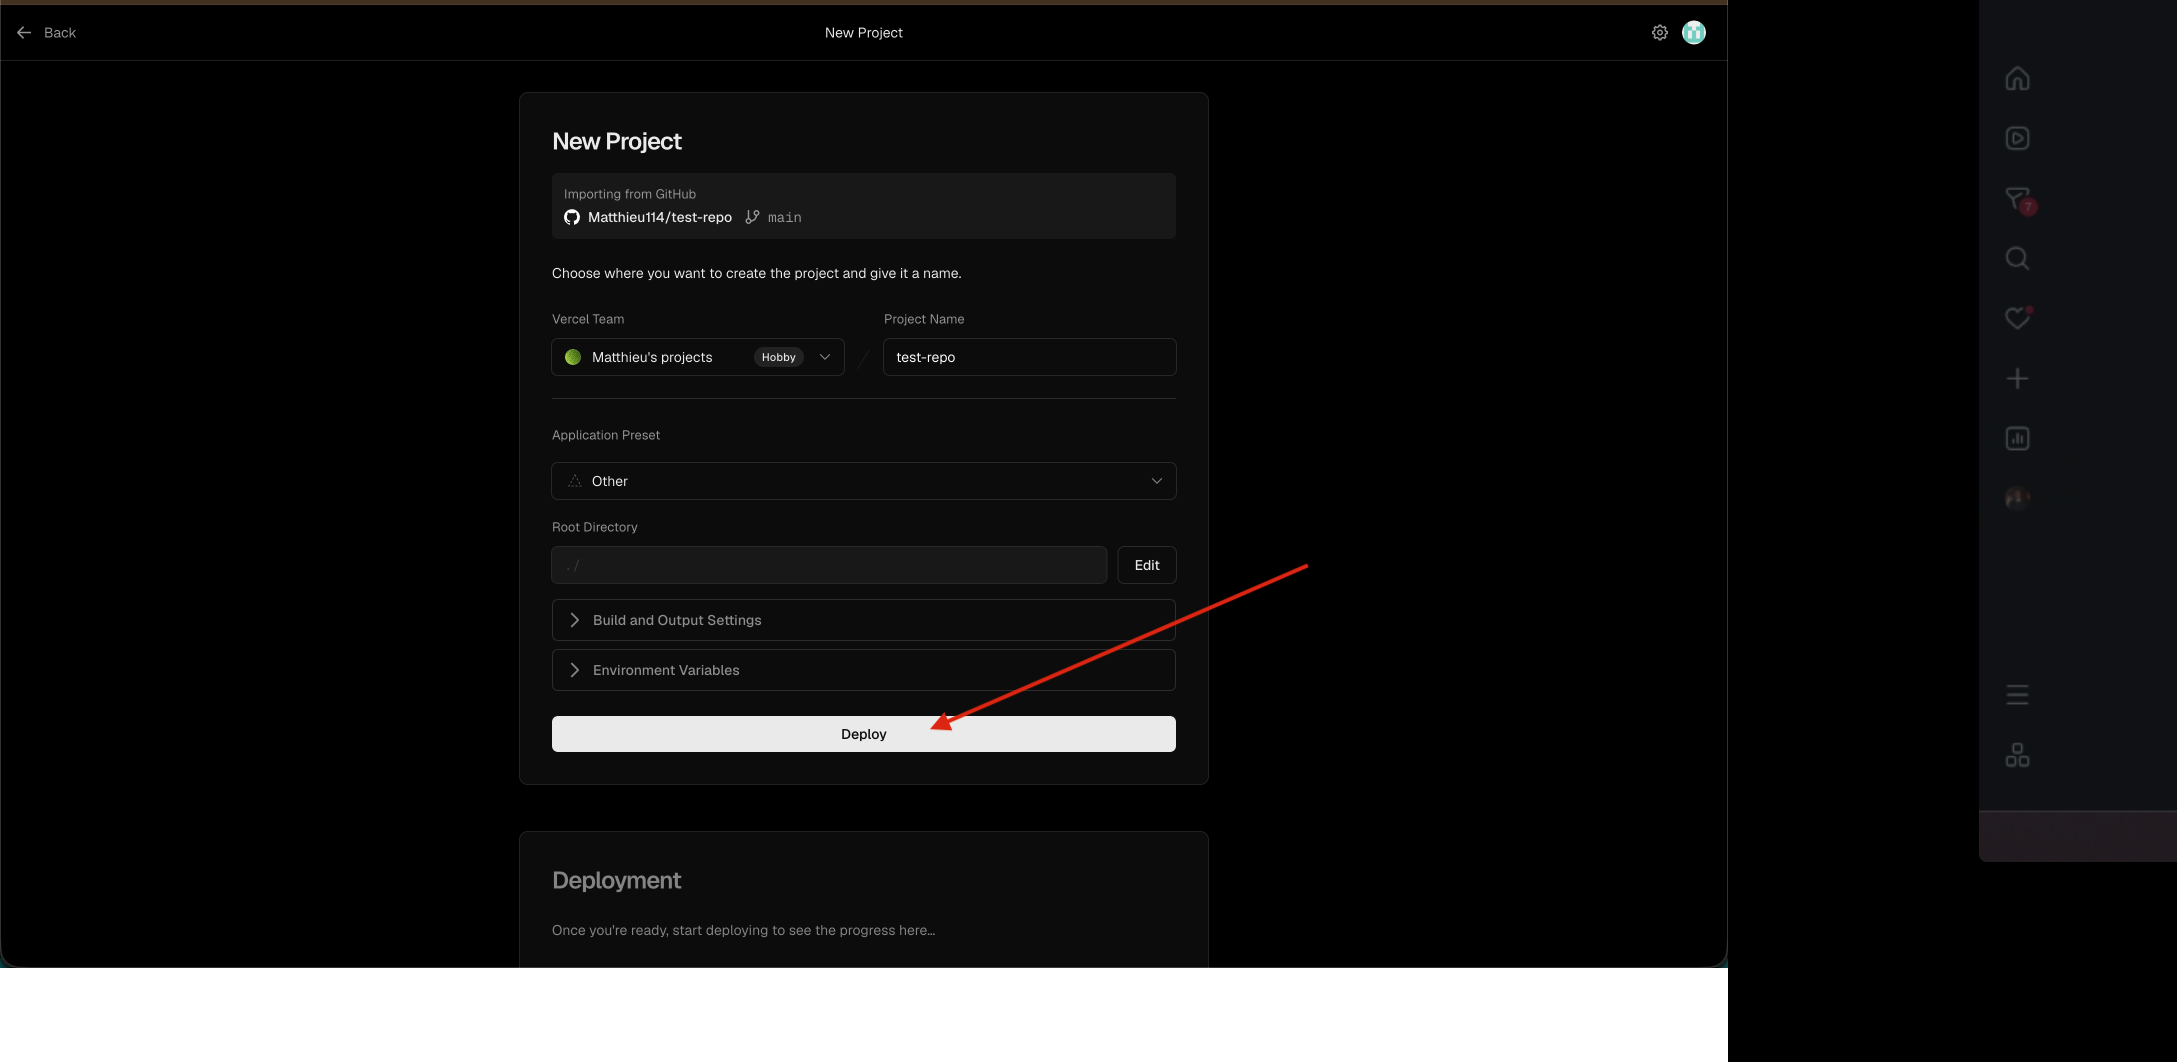 Back
New Project
New Project
Importing from GitHub
Matthieu114/test-repo main
Choose where you want to create the project and give it a name.
Vercel Team
Project Name
Matthieu's projects Hobby
/
test-repo
Application Preset
Other
Root Directory
./
Edit
Build and Output Settings
Environment Variables
Deploy
Deployment
Once you're ready, start deploying to see the progress here...
7